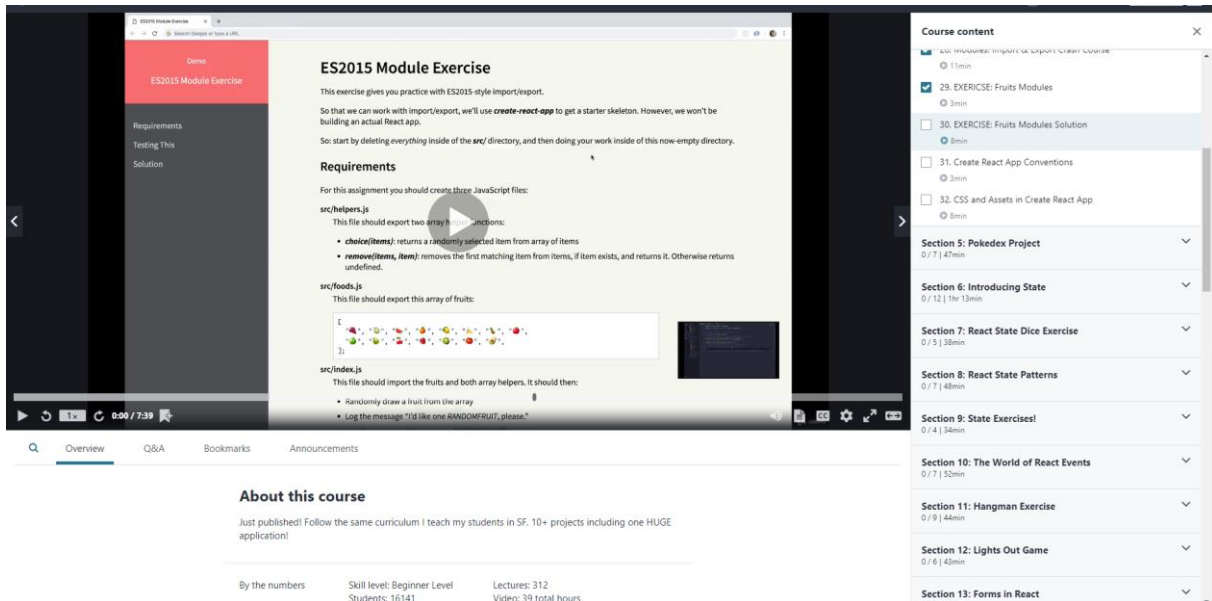 ES2015 Module Exercise
Search Google or type a URL
Demo
ES2015 Module Exercise
Requirements
Testing This
Solution
ES2015 Module Exercise
This exercise gives you practice with ES2015-style import/export.
So that we can work with import/export, we'll use create-react-app to get a starter skeleton. However, we won't be
building an actual React app.
So: start by deleting everything inside of the src/ directory, and then doing your work inside of this now-empty directory.
Requirements
For this assignment you should create three JavaScript files:
src/helpers.js
This file should export two array helper functions:
• choice(items): returns a randomly selected item from array of items
• remove(items, item): removes the first matching item from items, if item exists, and returns it. Otherwise returns
undefined.
src/foods.js
This file should export this array of fruits:
[
];
src/index.js
This file should import the fruits and both array helpers. It should then:
• Randomly draw a fruit from the array
• Log the message "I'd like one RANDOMFRUIT, please."
1x
0:00 / 7:39
CC
Overview
Q&A
Bookmarks
Announcements
About this course
Just published! Follow the same curriculum I teach my students in SF. 10+ projects including one HUGE
application!
By the numbers
Skill level: Beginner Level
Students: 16141
Lectures: 312
Video: 39 total hours
Course content
28. Modules: Import & Export Crash Course
11min
29. EXERICSE: Fruits Modules
3min
30. EXERCISE: Fruits Modules Solution
8min
31. Create React App Conventions
3min
32. CSS and Assets in Create React App
8min
Section 5: Pokedex Project
0 / 7 | 47min
Section 6: Introducing State
0 / 12 | 1hr 13min
Section 7: React State Dice Exercise
0 / 5 | 38min
Section 8: React State Patterns
0 / 7 | 48min
Section 9: State Exercises!
0 / 4 | 34min
Section 10: The World of React Events
0 / 7 | 52min
Section 11: Hangman Exercise
0 / 9 | 44min
Section 12: Lights Out Game
0 / 6 | 43min
Section 13: Forms in React